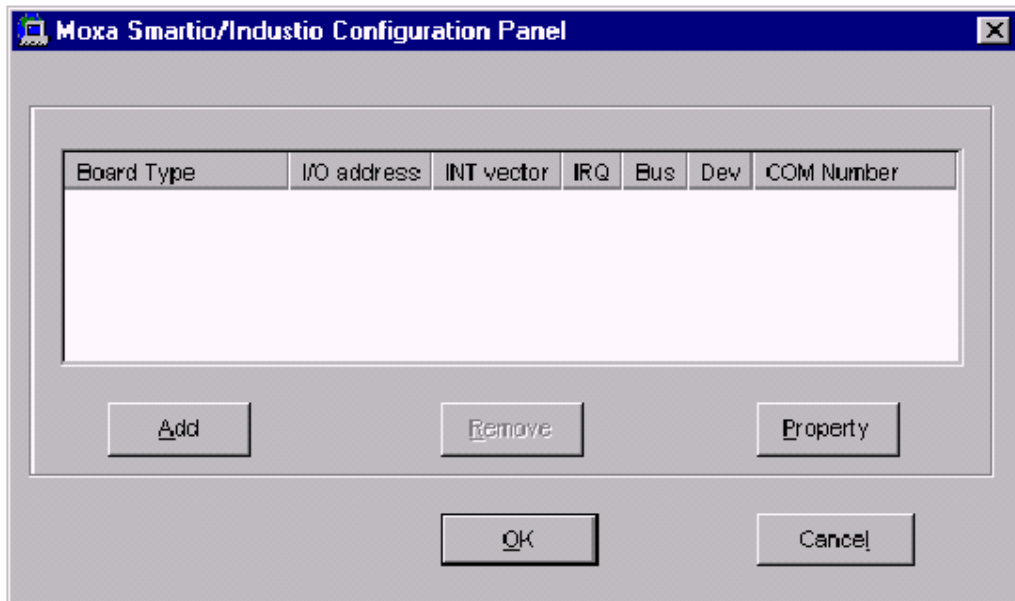 Moxa Smartio/Industio Configuration Panel
Board Type I/O address INT vector IRQ Bus Dev COM Number
Add Remove Property
OK Cancel